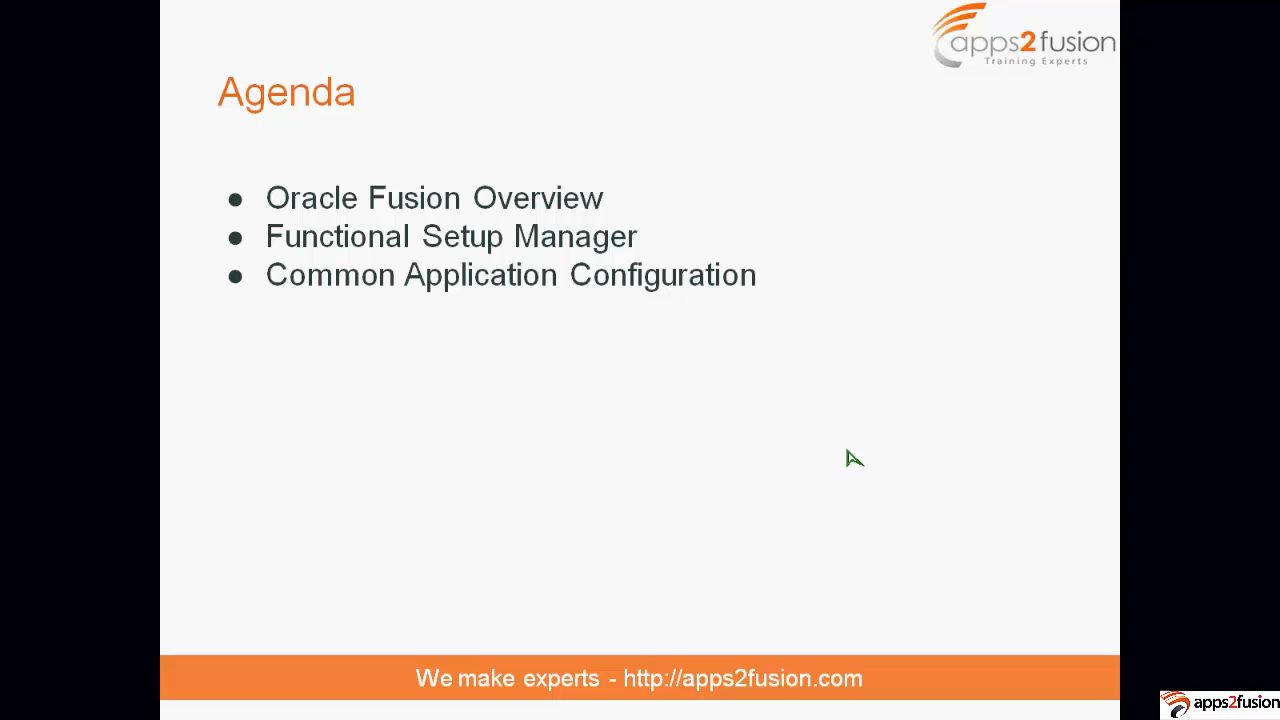 apps2fusion
Training Experts
Agenda
● Oracle Fusion Overview
● Functional Setup Manager
● Common Application Configuration
We make experts - http://apps2fusion.com
apps2fusion